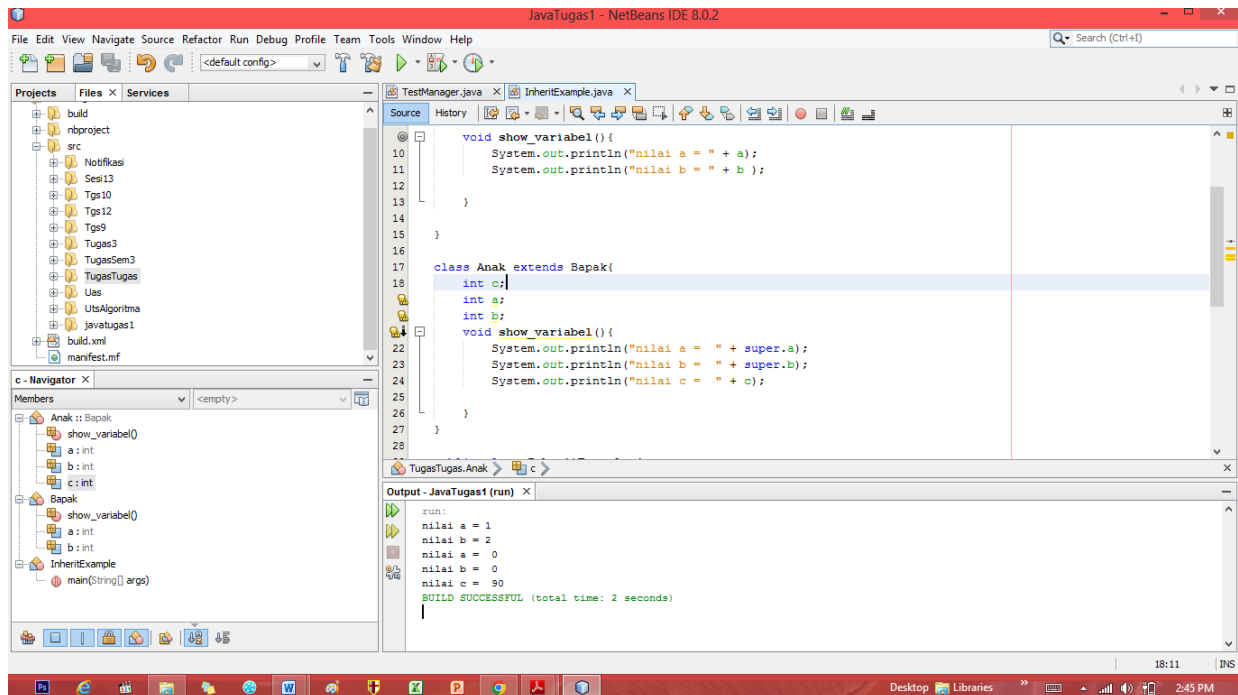 JavaTugas1 - NetBeans IDE 8.0.2
File Edit View Navigate Source Refactor Run Debug Profile Team Tools Window Help
Search (Ctrl+I)
<default config>
Projects Files Services
build
nbproject
src
Notifikasi
Sesi13
Tgs10
Tgs12
Tgs9
Tugas3
TugasSem3
TugasTugas
Uas
UtsAlgoritma
javatugas1
build.xml
manifest.mf
c - Navigator
Members <empty>
Anak :: Bapak
show_variabel()
a : int
b : int
c : int
Bapak
show_variabel()
a : int
b : int
InheritExample
main(String[] args)
TestManager.java InheritExample.java
Source History
void show_variabel(){
10 System.out.println("nilai a = " + a);
11 System.out.println("nilai b = " + b );
12
13 }
14
15 }
16
17 class Anak extends Bapak{
18 int c;
int a;
int b;
void show_variabel(){
22 System.out.println("nilai a =  " + super.a);
23 System.out.println("nilai b =  " + super.b);
24 System.out.println("nilai c =  " + c);
25
26 }
27 }
28
TugasTugas.Anak c
Output - JavaTugas1 (run)
run:
nilai a = 1
nilai b = 2
nilai a =  0
nilai b =  0
nilai c =  90
BUILD SUCCESSFUL (total time: 2 seconds)
18:11 INS
Desktop Libraries 2:45 PM